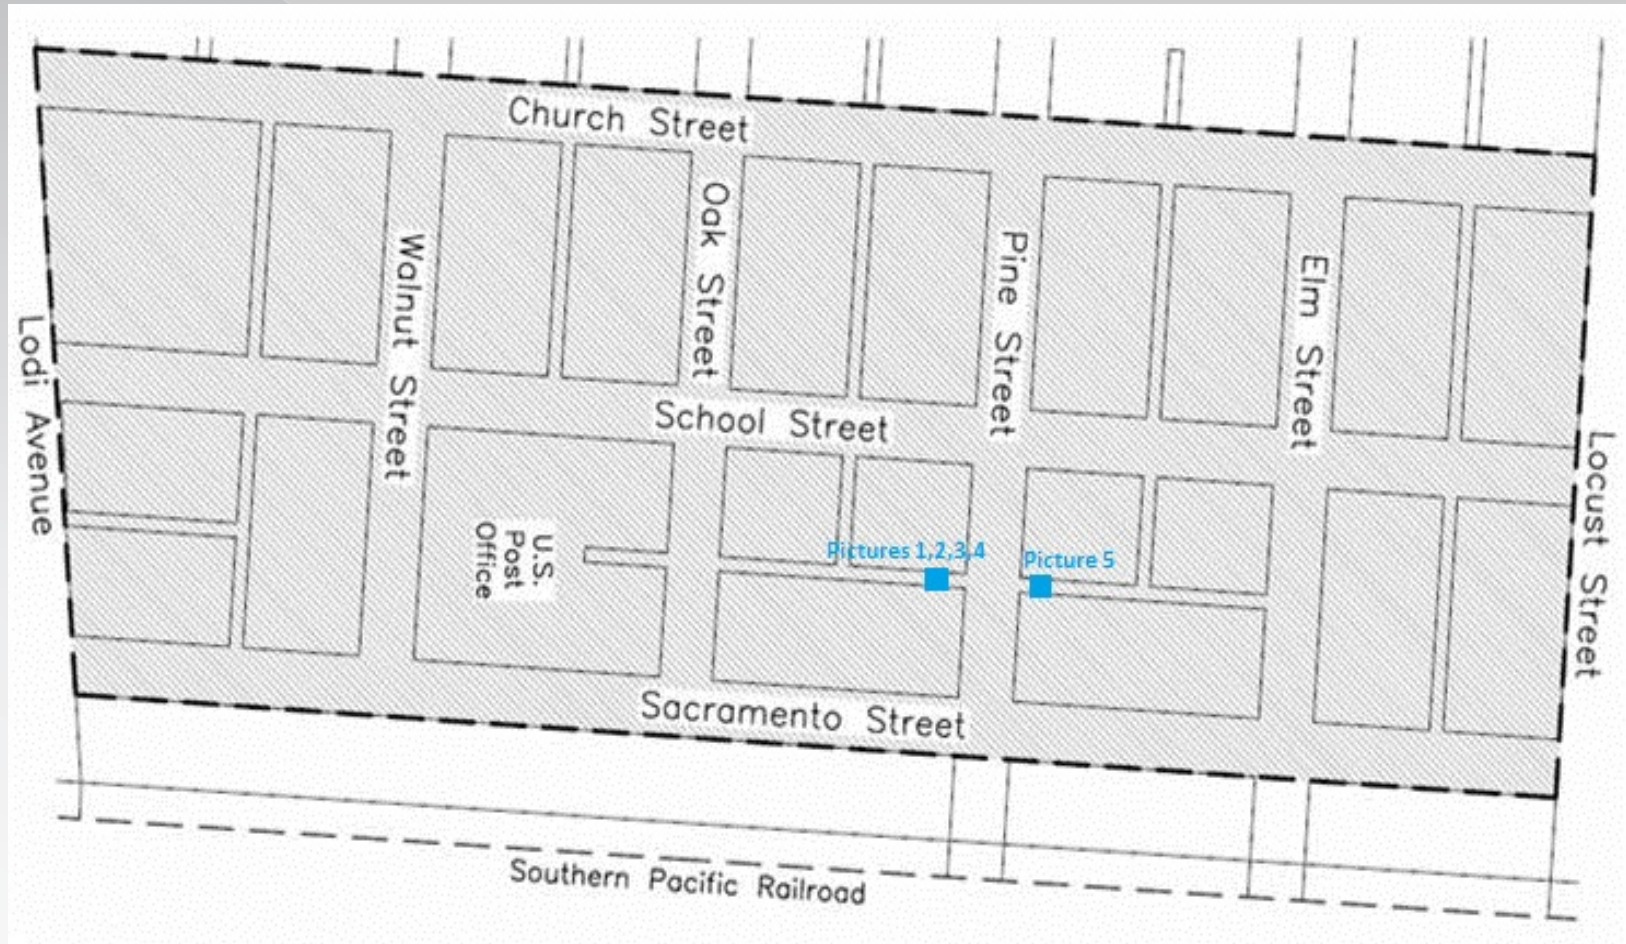 Church Street
Oak Street
Walnut Street
Pine Street
Elm Street
Lodi Avenue
School Street
Locust Street
U.S.
Post
Office
Pictures 1,2,3,4
Picture 5
Sacramento Street
Southern Pacific Railroad